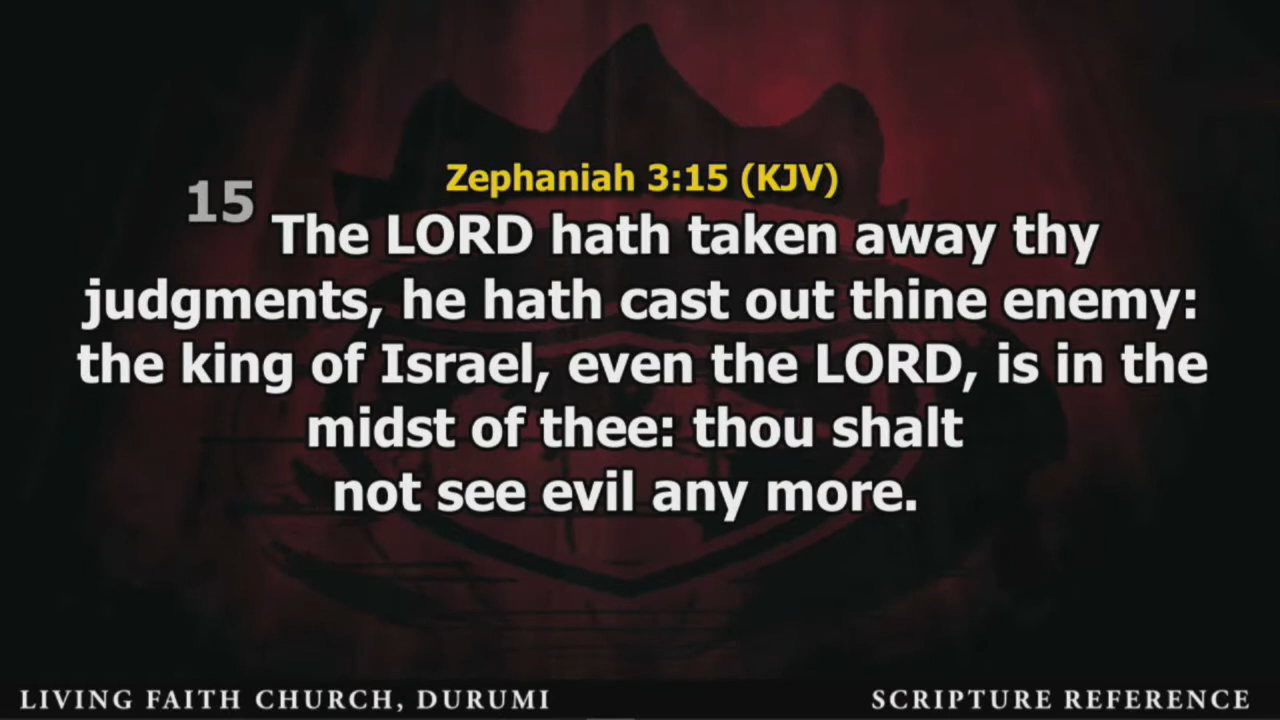 Zephaniah 3:15 (KJV)
15 The LORD hath taken away thy
judgments, he hath cast out thine enemy:
the king of Israel, even the LORD, is in the
midst of thee: thou shalt
not see evil any more.
LIVING FAITH CHURCH, DURUMI
SCRIPTURE REFERENCE